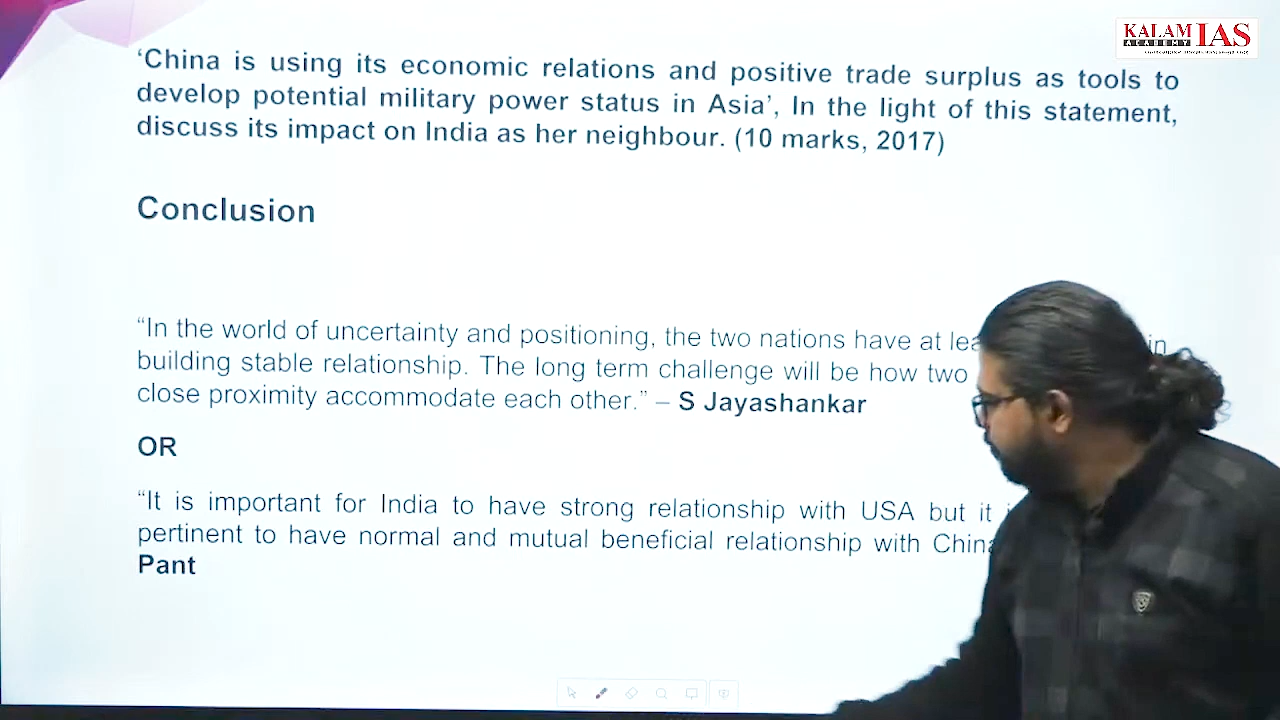 KALAM IAS
ACADEMY
‘China is using its economic relations and positive trade surplus as tools to
develop potential military power status in Asia’, In the light of this statement,
discuss its impact on India as her neighbour. (10 marks, 2017)
Conclusion
“In the world of uncertainty and positioning, the two nations have at in
building stable relationship. The long term challenge will be how two
close proximity accommodate each other.” – S Jayashankar
OR
“It is important for India to have strong relationship with USA but it
pertinent to have normal and mutual beneficial relationship with
Pant